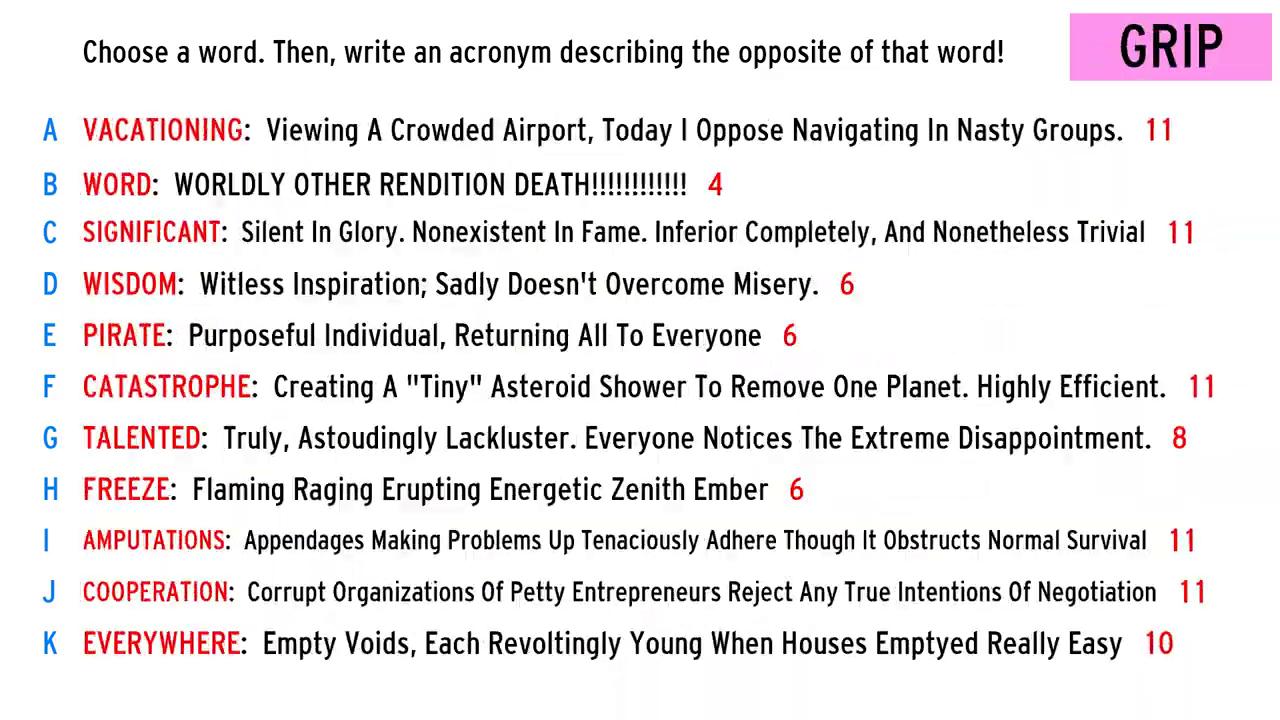 Choose a word. Then, write an acronym describing the opposite of that word!
GRIP
A VACATIONING: Viewing A Crowded Airport, Today I Oppose Navigating In Nasty Groups. 11
B WORD: WORLDLY OTHER RENDITION DEATH!!!!!!!!!!!! 4
C SIGNIFICANT: Silent In Glory. Nonexistent In Fame. Inferior Completely, And Nonetheless Trivial 11
D WISDOM: Witless Inspiration; Sadly Doesn't Overcome Misery. 6
E PIRATE: Purposeful Individual, Returning All To Everyone 6
F CATASTROPHE: Creating A "Tiny" Asteroid Shower To Remove One Planet. Highly Efficient. 11
G TALENTED: Truly, Astoudingly Lackluster. Everyone Notices The Extreme Disappointment. 8
H FREEZE: Flaming Raging Erupting Energetic Zenith Ember 6
I AMPUTATIONS: Appendages Making Problems Up Tenaciously Adhere Though It Obstructs Normal Survival 11
J COOPERATION: Corrupt Organizations Of Petty Entrepreneurs Reject Any True Intentions Of Negotiation 11
K EVERYWHERE: Empty Voids, Each Revoltingly Young When Houses Emptyed Really Easy 10